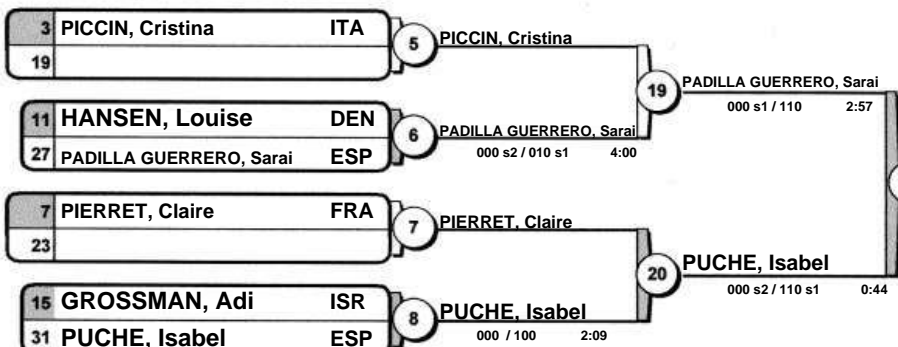 3 PICCIN, Cristina ITA
19
5 PICCIN, Cristina
11 HANSEN, Louise DEN
27 PADILLA GUERRERO, Sarai ESP
6 PADILLA GUERRERO, Sarai
000 s2 / 010 s1 4:00
19 PADILLA GUERRERO, Sarai
000 s1 / 110 2:57
7 PIERRET, Claire FRA
23
7 PIERRET, Claire
15 GROSSMAN, Adi ISR
31 PUCHE, Isabel ESP
8 PUCHE, Isabel
000 / 100 2:09
20 PUCHE, Isabel
000 s2 / 110 s1 0:44